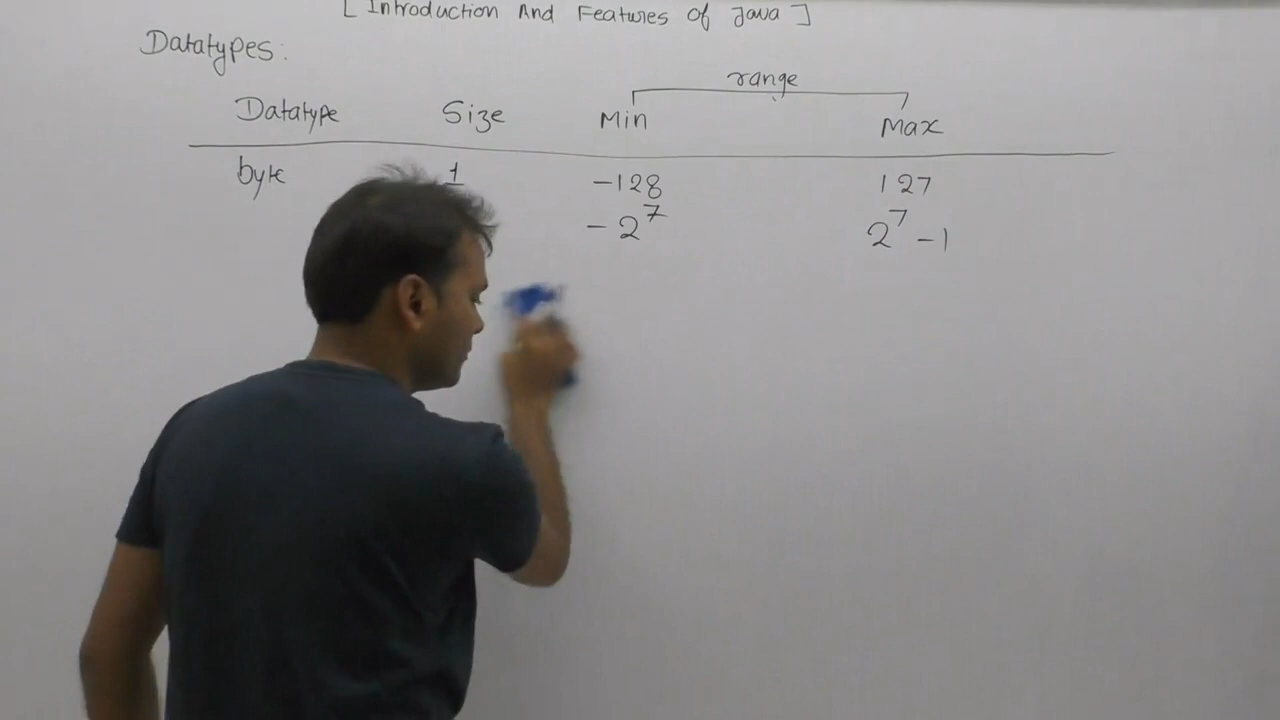 [ Introduction And Features of Java ]
Datatypes:
range
Datatype Size Min Max
byte 1 -128 127
-2^7 2^7 -1